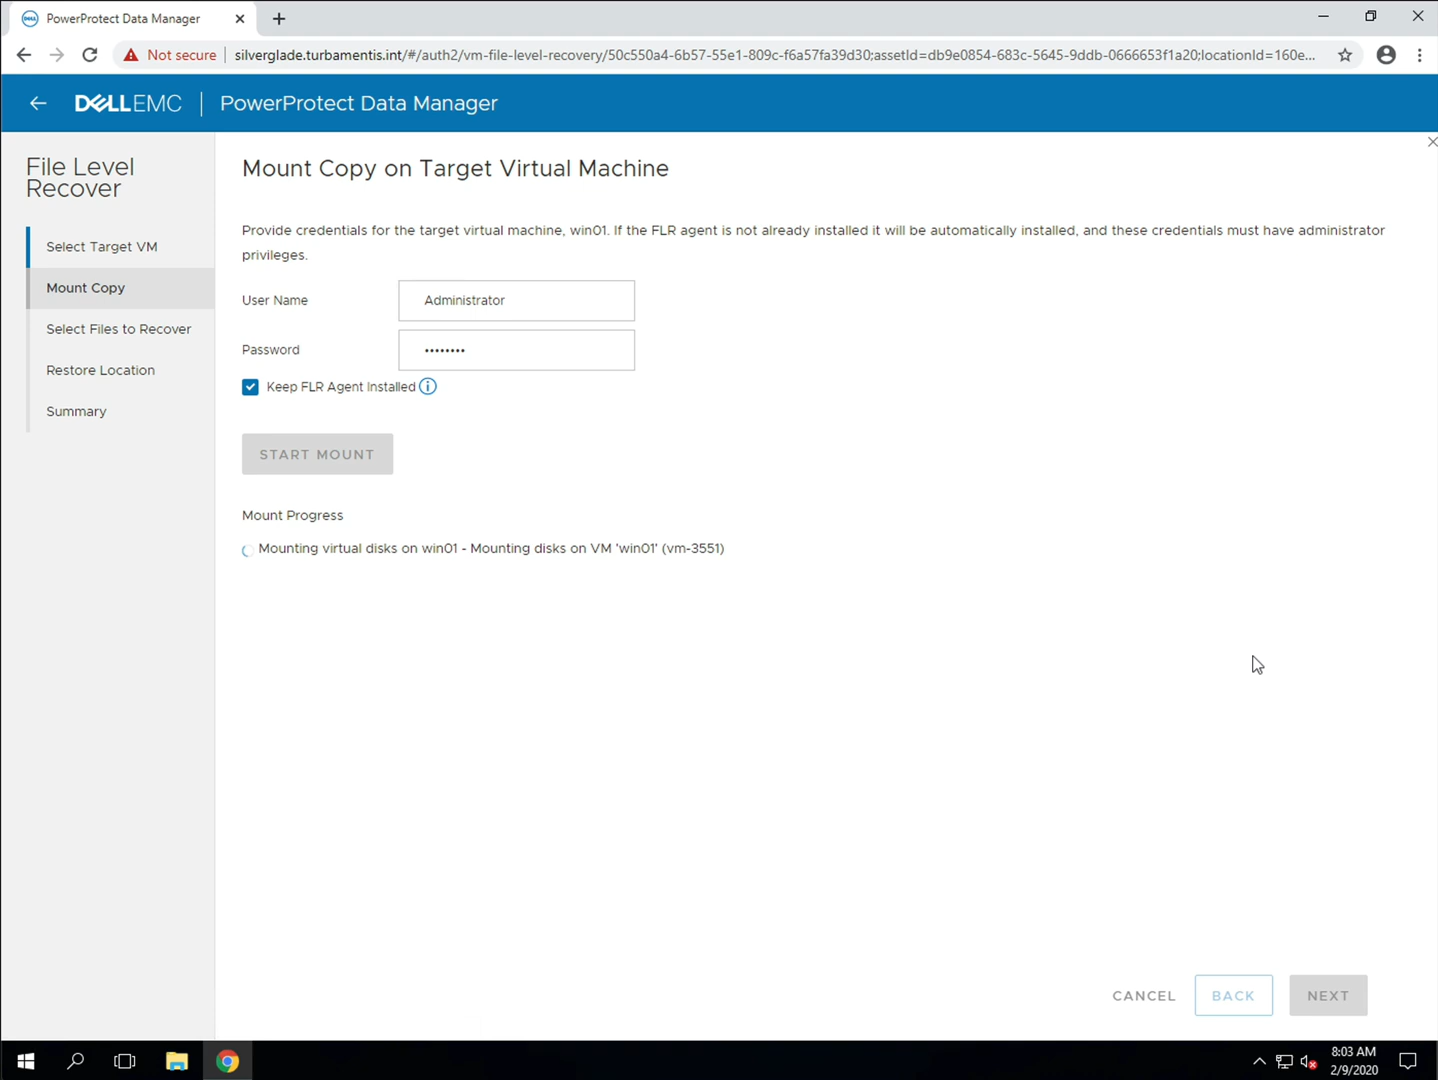 PowerProtect Data Manager
Not secure
silverglade.turbamentis.int/#/auth2/vm-file-level-recovery/50c550a4-6b57-55e1-809c-f6a57fa39d30;assetId=db9e0854-683c-5645-9ddb-0666653f1a20;locationId=160e...
DELLEMC | PowerProtect Data Manager
File Level
Recover
Select Target VM
Mount Copy
Select Files to Recover
Restore Location
Summary
Mount Copy on Target Virtual Machine
Provide credentials for the target virtual machine, win01. If the FLR agent is not already installed it will be automatically installed, and these credentials must have administrator
privileges.
User Name
Administrator
Password
••••••••
Keep FLR Agent Installed
START MOUNT
Mount Progress
Mounting virtual disks on win01 - Mounting disks on VM 'win01' (vm-3551)
CANCEL
BACK
NEXT
8:03 AM
2/9/2020